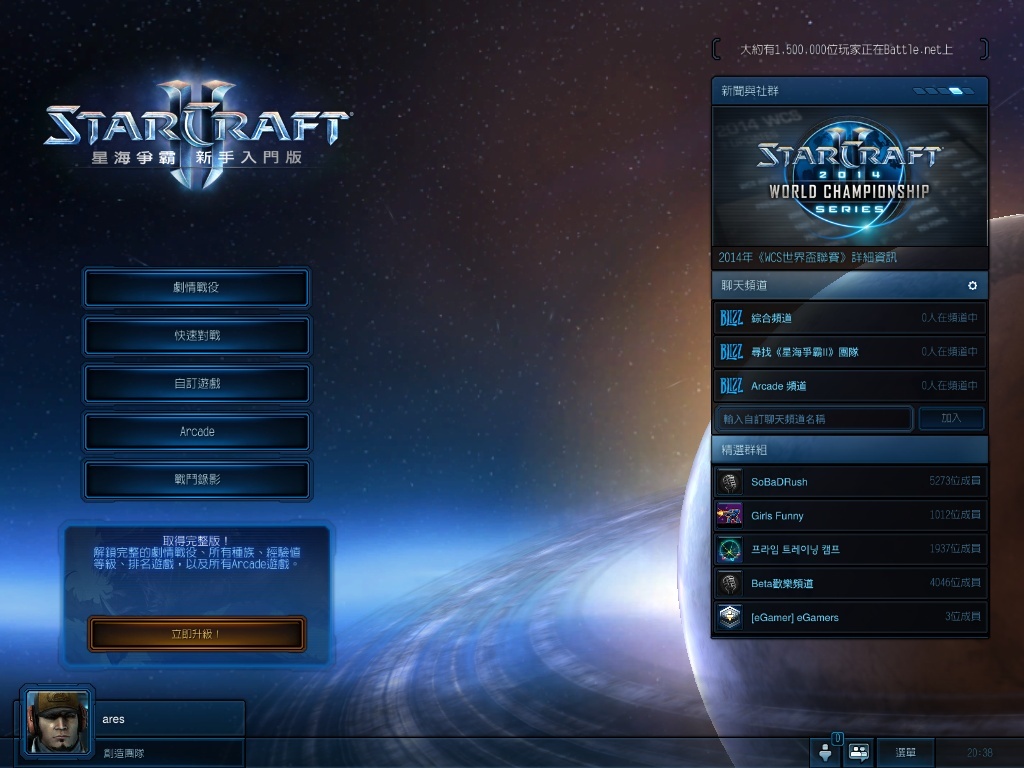 STARCRAFT II
星海爭霸 新手入門版
劇情戰役
快速對戰
自訂遊戲
Arcade
戰鬥錄影
取得完整版！
解鎖完整的劇情戰役、所有種族、經驗值
等級、排名遊戲，以及所有Arcade遊戲。
立即升級！
ares
創造團隊
大約有1,500,000位玩家正在Battle.net上
新聞與社群
2014 WCS
STARCRAFT II
2014
WORLD CHAMPIONSHIP
SERIES
2014年《WCS世界盃聯賽》詳細資訊
聊天頻道
BLIZZ 綜合頻道 0人在頻道中
BLIZZ 尋找《星海爭霸II》團隊 0人在頻道中
BLIZZ Arcade 頻道 0人在頻道中
輸入自訂聊天頻道名稱 加入
精選群組
SoBaDRush 5273位成員
Girls Funny 1012位成員
프라임 트레이닝 캠프 1937位成員
Beta歡樂頻道 4046位成員
[eGamer] eGamers 3位成員
0
選單 20:38